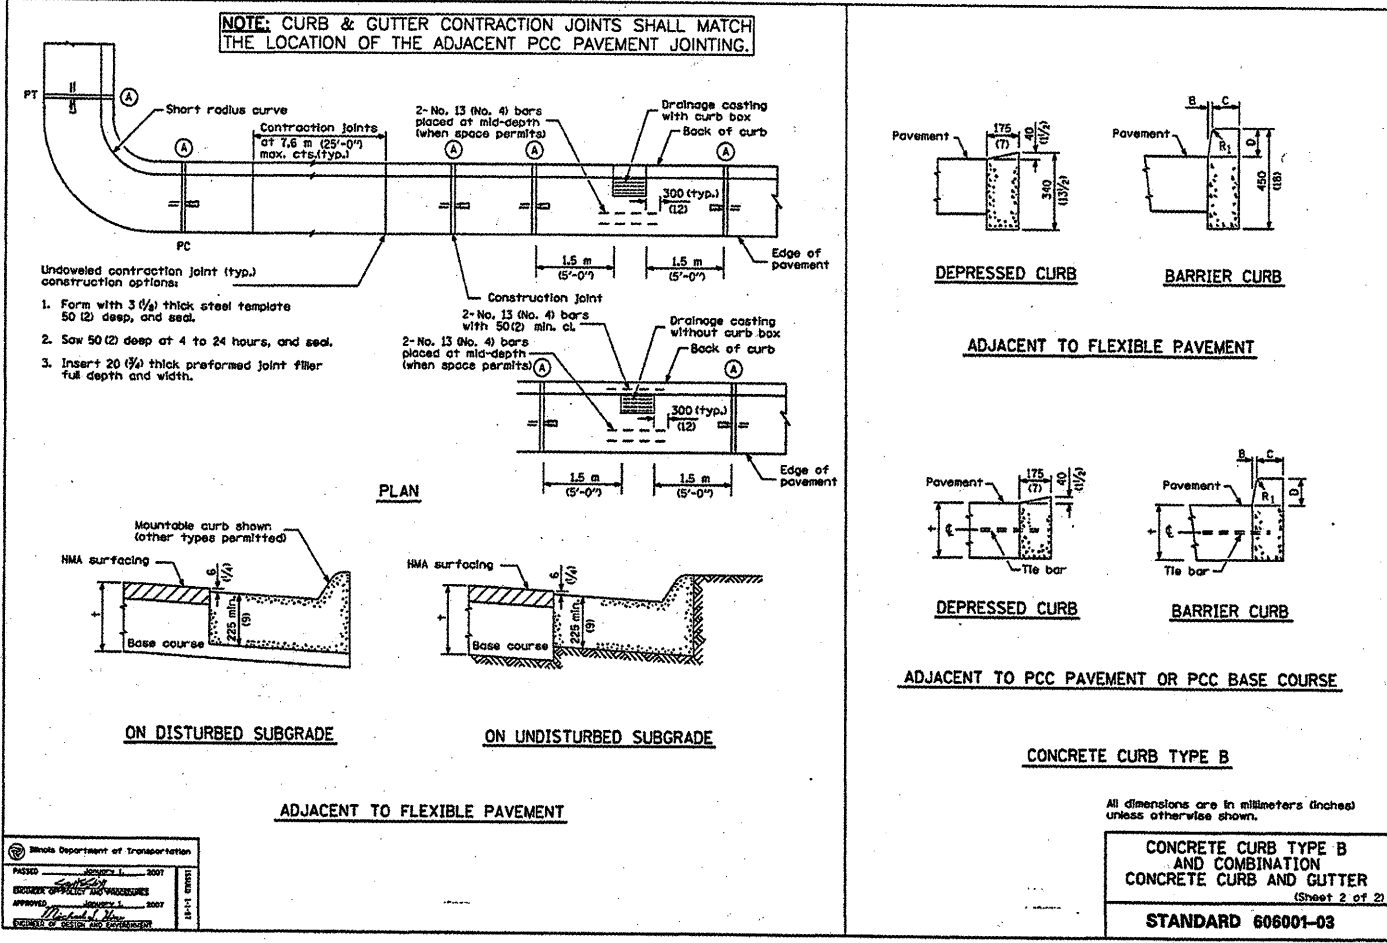 NOTE: CURB & GUTTER CONTRACTION JOINTS SHALL MATCH
THE LOCATION OF THE ADJACENT PCC PAVEMENT JOINTING.
PT
A
Short radius curve
Contraction joints
at 7.6 m (25'-0")
max. cts.(typ.)
A
PC
2- No. 13 (No. 4) bars
placed at mid-depth
(when space permits)
A
A
Drainage casting
with curb box
Back of curb
A
300 (typ.)
(12)
1.5 m
(5'-0")
1.5 m
(5'-0")
Edge of
pavement
Undoweled contraction joint (typ.)
construction options:
1. Form with 3 (1/8) thick steel template
50 (2) deep, and seal.
2. Saw 50 (2) deep at 4 to 24 hours, and seal.
3. Insert 20 (3/4) thick preformed joint filler
full depth and width.
Construction joint
2- No. 13 (No. 4) bars
with 50 (2) min. cl.
2- No. 13 (No. 4) bars
placed at mid-depth
(when space permits)
A
Drainage casting
without curb box
Back of curb
A
300 (typ.)
(12)
1.5 m
(5'-0")
1.5 m
(5'-0")
Edge of
pavement
PLAN
Mountable curb shown
(other types permitted)
HMA surfacing
6
(1/4)
t
225 min.
(9)
Base course
ON DISTURBED SUBGRADE
HMA surfacing
6
(1/4)
t
225 min.
(9)
Base course
ON UNDISTURBED SUBGRADE
ADJACENT TO FLEXIBLE PAVEMENT
Pavement
175
(7)
40
(1 1/2)
340
(13 1/2)
DEPRESSED CURB
Pavement
B
C
R1
D
450
(18)
BARRIER CURB
ADJACENT TO FLEXIBLE PAVEMENT
Pavement
175
(7)
40
(1 1/2)
t
℄
Tie bar
DEPRESSED CURB
Pavement
B
C
R1
D
t
℄
Tie bar
BARRIER CURB
ADJACENT TO PCC PAVEMENT OR PCC BASE COURSE
CONCRETE CURB TYPE B
All dimensions are in millimeters (inches)
unless otherwise shown.
CONCRETE CURB TYPE B
AND COMBINATION
CONCRETE CURB AND GUTTER
(Sheet 2 of 2)
STANDARD 606001-03
Illinois Department of Transportation
PASSED January 1, 2007
ENGINEER OF POLICY AND PROCEDURES
APPROVED January 1, 2007
ENGINEER OF DESIGN AND ENVIRONMENT
ISSUED 1-1-97